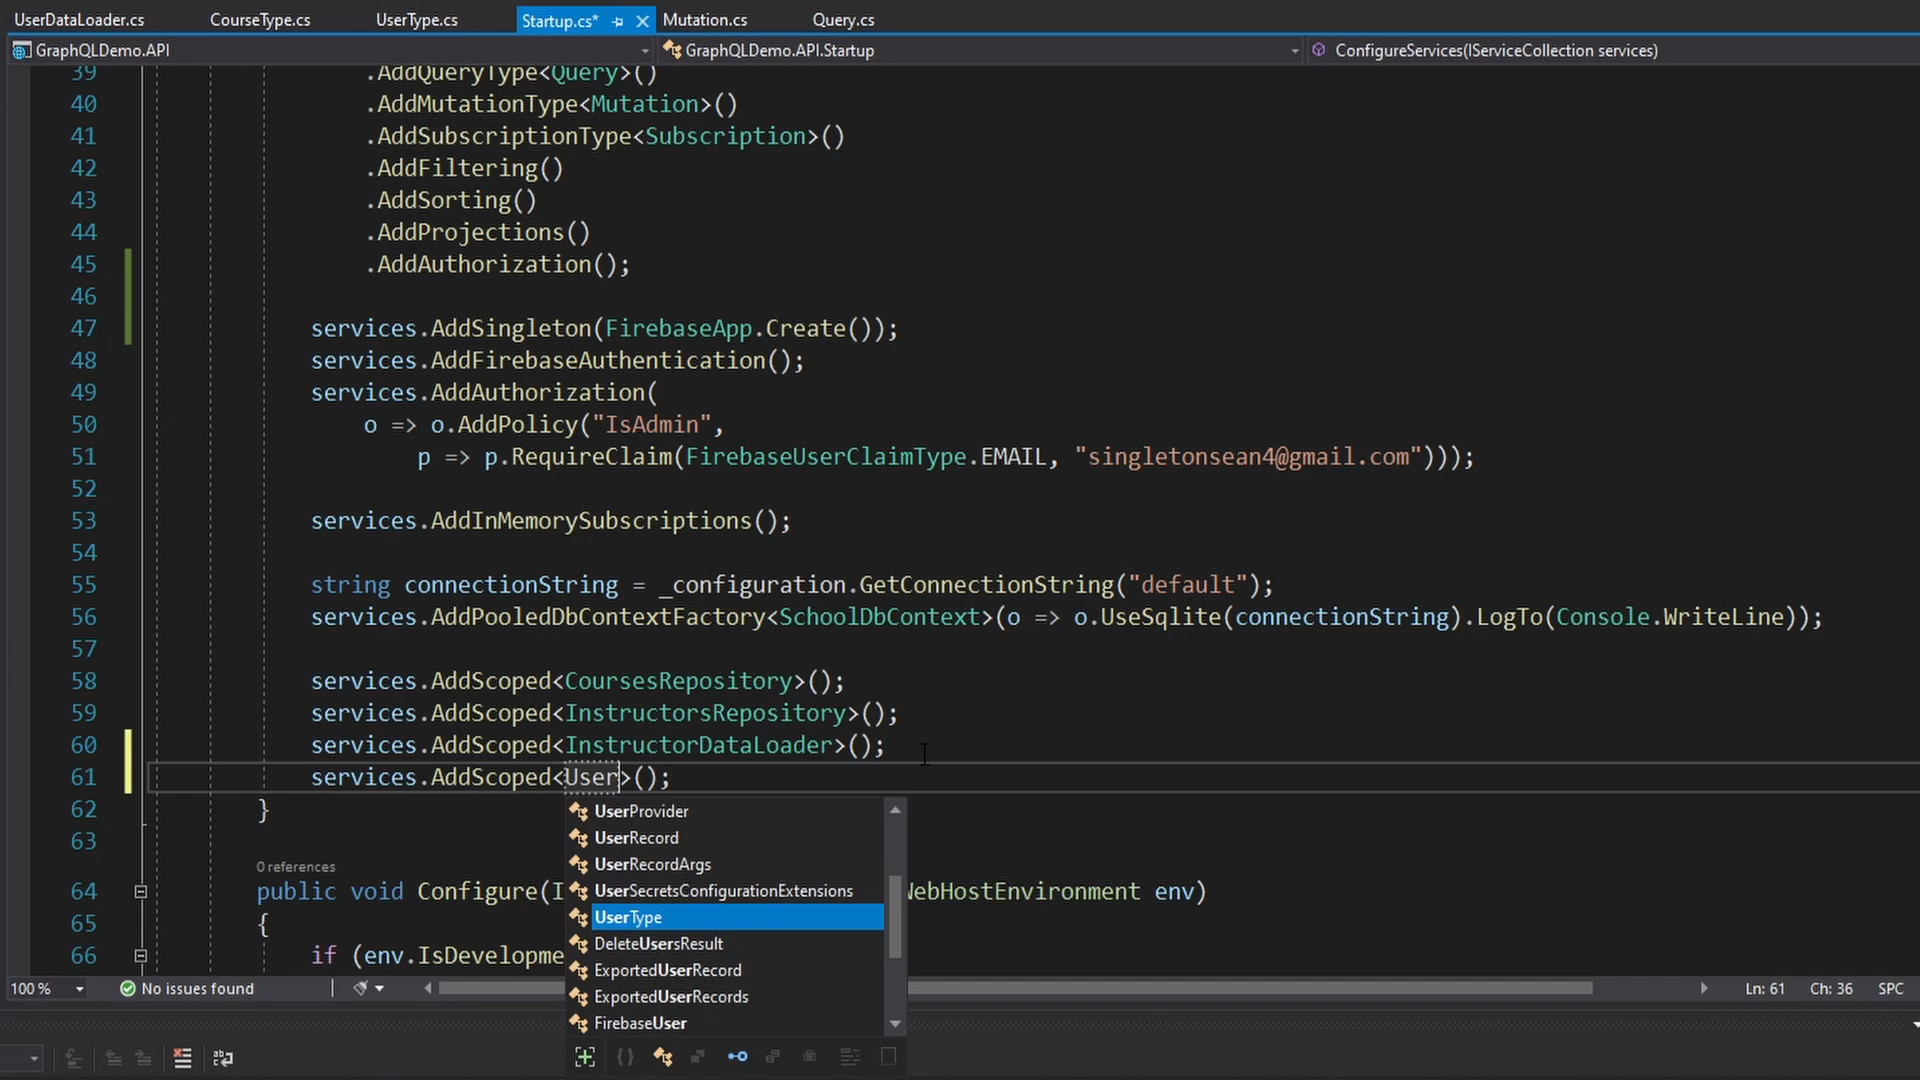 UserDataLoader.cs CourseType.cs UserType.cs Startup.cs* Mutation.cs Query.cs
GraphQLDemo.API GraphQLDemo.API.Startup ConfigureServices(IServiceCollection services)
39 .AddQueryType<Query>()
40 .AddMutationType<Mutation>()
41 .AddSubscriptionType<Subscription>()
42 .AddFiltering()
43 .AddSorting()
44 .AddProjections()
45 .AddAuthorization();
46
47 services.AddSingleton(FirebaseApp.Create());
48 services.AddFirebaseAuthentication();
49 services.AddAuthorization(
50 o => o.AddPolicy("IsAdmin",
51 p => p.RequireClaim(FirebaseUserClaimType.EMAIL, "singletonsean4@gmail.com")));
52
53 services.AddInMemorySubscriptions();
54
55 string connectionString = _configuration.GetConnectionString("default");
56 services.AddPooledDbContextFactory<SchoolDbContext>(o => o.UseSqlite(connectionString).LogTo(Console.WriteLine));
57
58 services.AddScoped<CoursesRepository>();
59 services.AddScoped<InstructorsRepository>();
60 services.AddScoped<InstructorDataLoader>();
61 services.AddScoped<User>();
62 }
63
0 references
64 public void Configure(I WebHostEnvironment env)
65 {
66 if (env.IsDevelopme
UserProvider
UserRecord
UserRecordArgs
UserSecretsConfigurationExtensions
UserType
DeleteUsersResult
ExportedUserRecord
ExportedUserRecords
FirebaseUser
100 % No issues found Ln: 61 Ch: 36 SPC